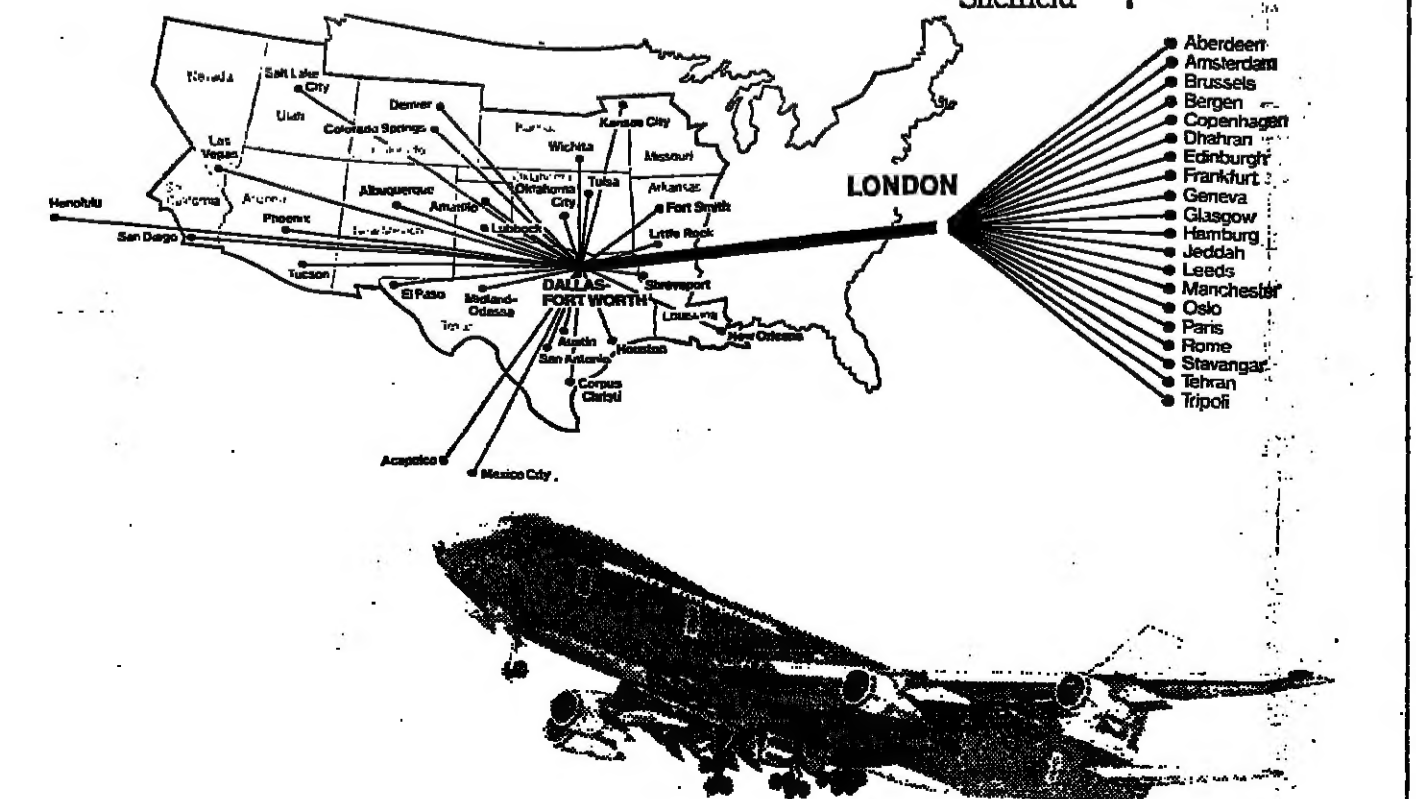 Sheffield
Nevada
Salt Lake
City
Utah
Denver
Colorado Springs
Las
Vegas
Kansas City
Wichita
Missouri
Oklahoma
City
Tulsa
Arkansas
Fort Smith
Little Rock
Albuquerque
Amarillo
Lubbock
Honolulu
Phoenix
San Diego
Tucson
El Paso
Midland-
Odessa
DALLAS-
FORT WORTH
Shreveport
Louisiana
New Orleans
Austin
San Antonio
Houston
Corpus
Christi
Acapulco
Mexico City
LONDON
Aberdeen
Amsterdam
Brussels
Bergen
Copenhagen
Dhahran
Edinburgh
Frankfurt
Geneva
Glasgow
Hamburg
Jeddah
Leeds
Manchester
Oslo
Paris
Rome
Stavangar
Tehran
Tripoli